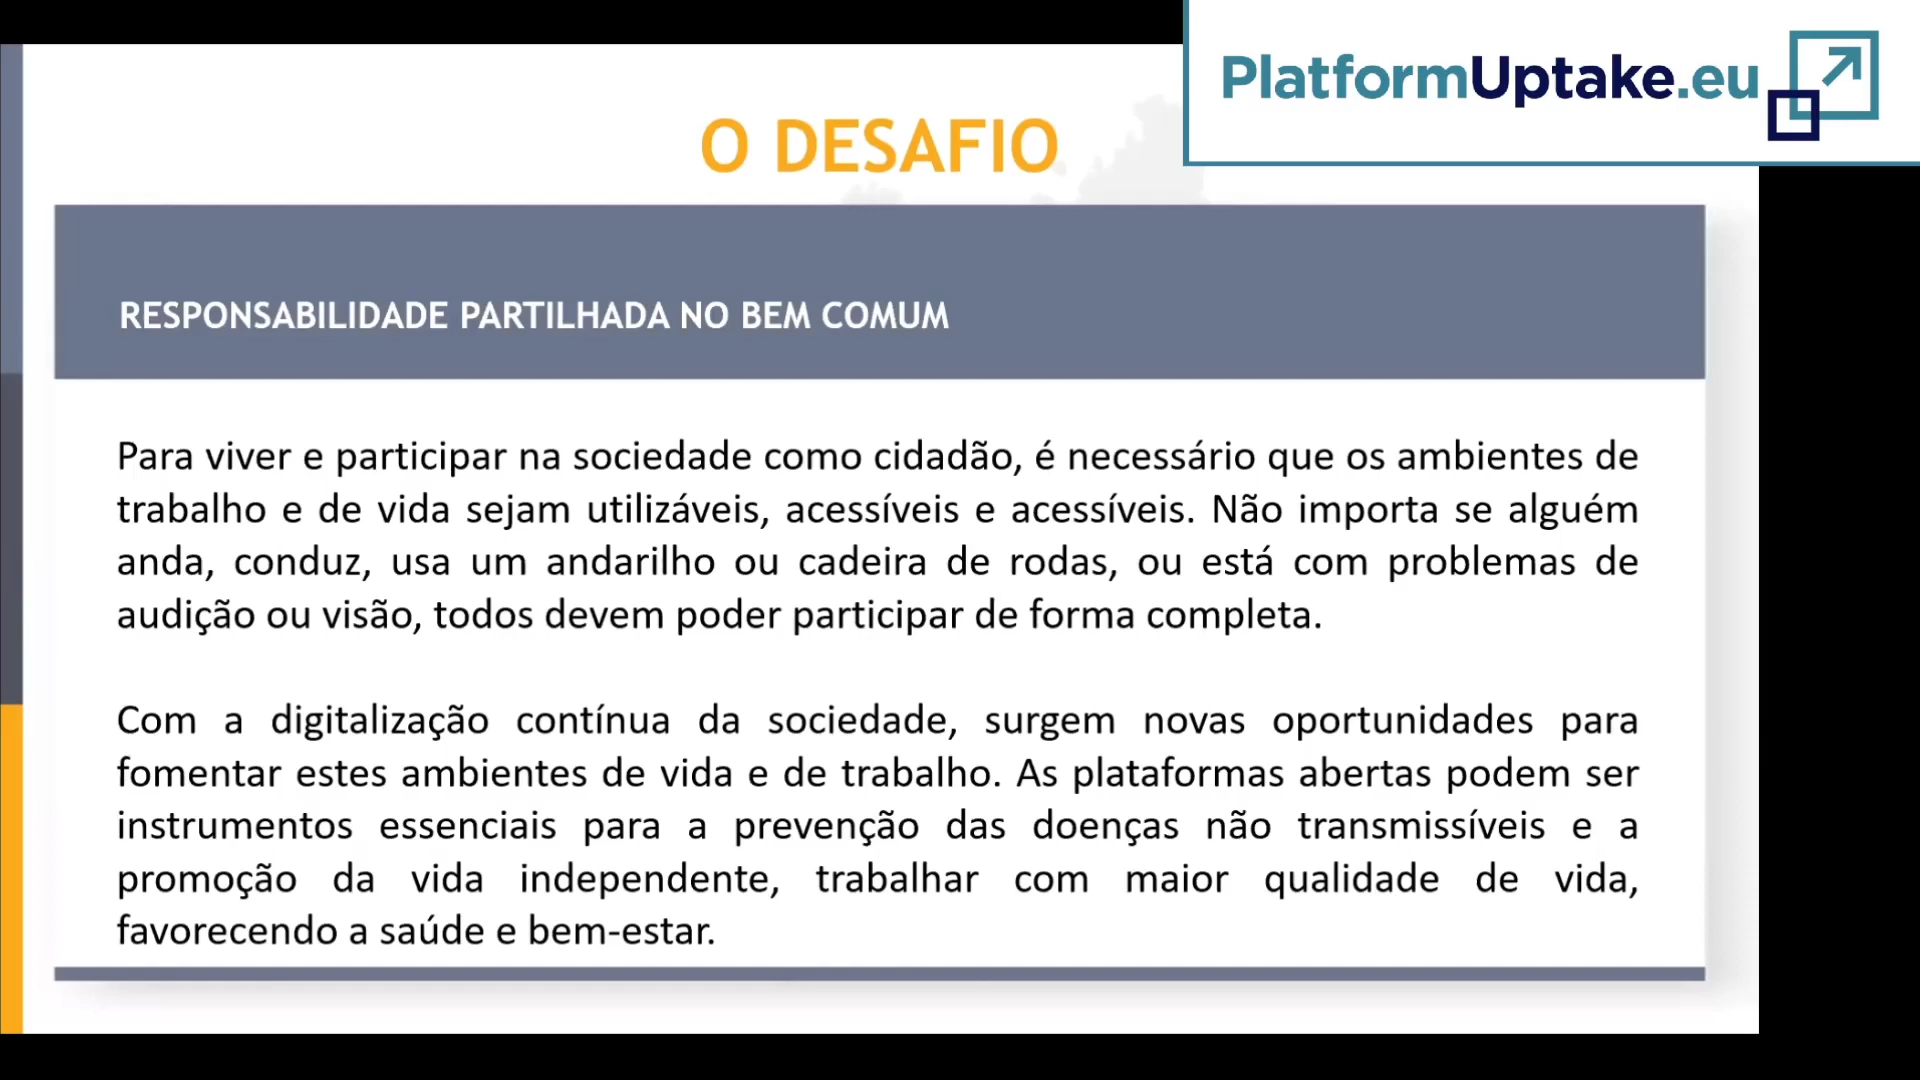 PlatformUptake.eu
O DESAFIO
RESPONSABILIDADE PARTILHADA NO BEM COMUM
Para viver e participar na sociedade como cidadão, é necessário que os ambientes de
trabalho e de vida sejam utilizáveis, acessíveis e acessíveis. Não importa se alguém
anda, conduz, usa um andarilho ou cadeira de rodas, ou está com problemas de
audição ou visão, todos devem poder participar de forma completa.
Com a digitalização contínua da sociedade, surgem novas oportunidades para
fomentar estes ambientes de vida e de trabalho. As plataformas abertas podem ser
instrumentos essenciais para a prevenção das doenças não transmissíveis e a
promoção da vida independente, trabalhar com maior qualidade de vida,
favorecendo a saúde e bem-estar.